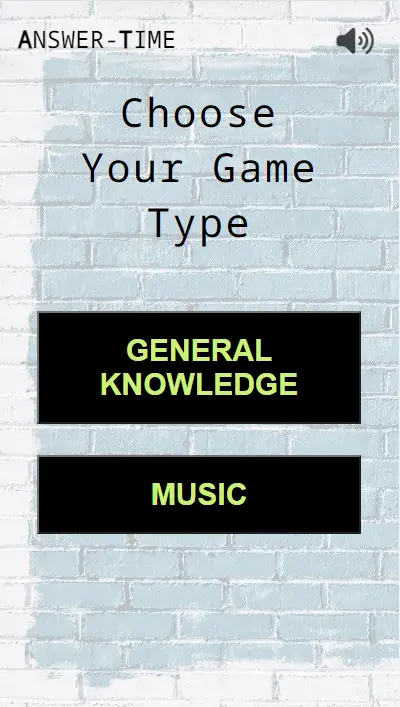 ANSWER-TIME
Choose
Your Game
Type
GENERAL
KNOWLEDGE
MUSIC